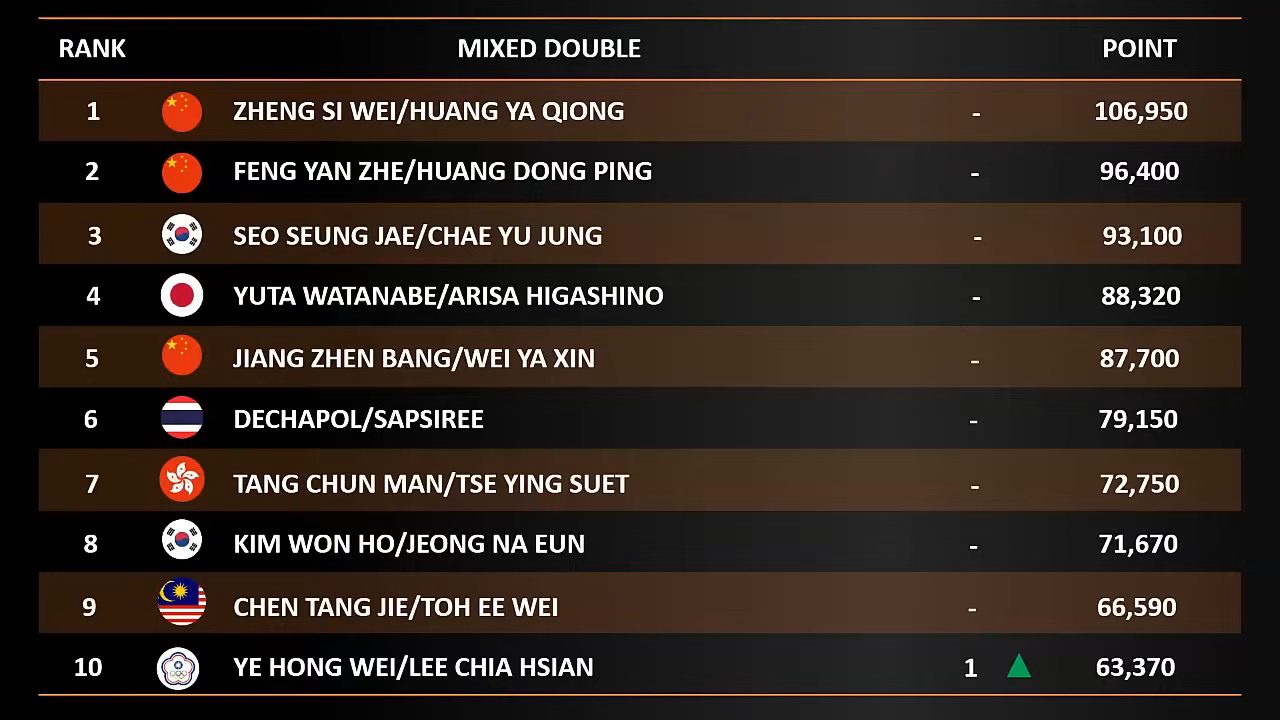 RANK MIXED DOUBLE POINT
1 ZHENG SI WEI/HUANG YA QIONG - 106,950
2 FENG YAN ZHE/HUANG DONG PING - 96,400
3 SEO SEUNG JAE/CHAE YU JUNG - 93,100
4 YUTA WATANABE/ARISA HIGASHINO - 88,320
5 JIANG ZHEN BANG/WEI YA XIN - 87,700
6 DECHAPOL/SAPSIREE - 79,150
7 TANG CHUN MAN/TSE YING SUET - 72,750
8 KIM WON HO/JEONG NA EUN - 71,670
9 CHEN TANG JIE/TOH EE WEI - 66,590
10 YE HONG WEI/LEE CHIA HSIAN 1 63,370